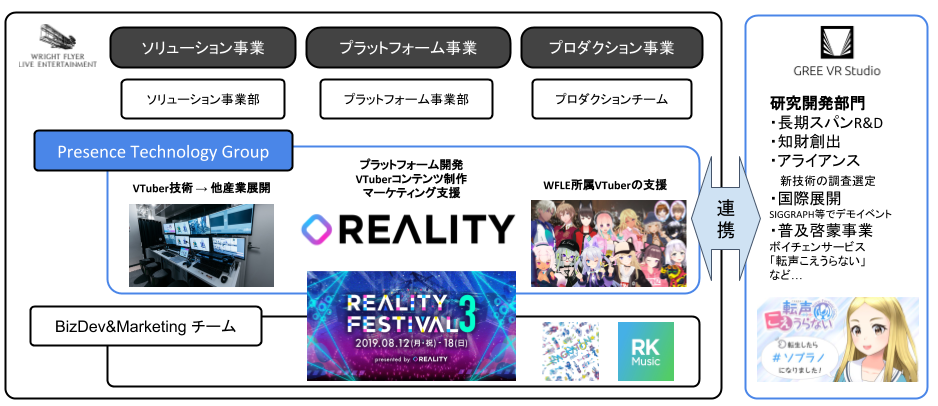 WRIGHT FLYER
LIVE ENTERTAINMENT
ソリューション事業
プラットフォーム事業
プロダクション事業
ソリューション事業部
プラットフォーム事業部
プロダクションチーム
Presence Technology Group
VTuber技術 → 他産業展開
プラットフォーム開発
VTuberコンテンツ制作
マーケティング支援
REALITY
WFLE所属VTuberの支援
BizDev&Marketing チーム
REALITY
FESTIVAL 3
2019.08.12(月・祝) - 18(日)
presented by REALITY
RK
Music
連
携
GREE VR Studio
研究開発部門
・長期スパンR&D
・知財創出
・アライアンス
新技術の調査選定
・国際展開
SIGGRAPH等でデモイベント
・普及啓蒙事業
ボイチェンサービス
「転声こえうらない」
など…
転声
こえうらない
転生したら
#ソプラノ
になりました!